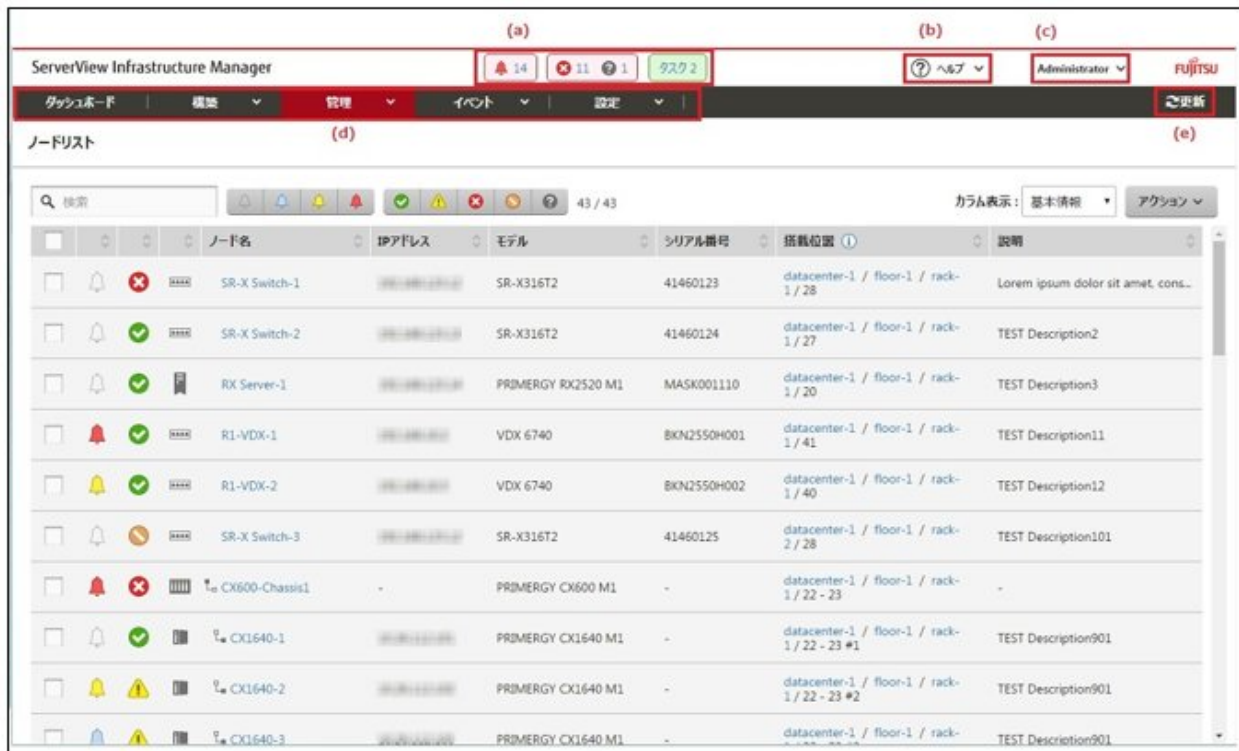 (a) (b) (c)
ServerView Infrastructure Manager 14 11 1 タスク 2 ヘルプ Administrator FUJITSU
ダッシュボード 構築 管理 イベント 設定 更新
(d) (e)
ノードリスト
検索 43 / 43 カラム表示 : 基本情報 アクション
ノード名 IPアドレス モデル シリアル番号 搭載位置 説明
SR-X Switch-1 SR-X316T2 41460123 datacenter-1 / floor-1 / rack-1 / 28 Lorem ipsum dolor sit amet, cons...
SR-X Switch-2 SR-X316T2 41460124 datacenter-1 / floor-1 / rack-1 / 27 TEST Description2
RX Server-1 PRIMERGY RX2520 M1 MASK001110 datacenter-1 / floor-1 / rack-1 / 20 TEST Description3
R1-VDX-1 VDX 6740 BKN2550H001 datacenter-1 / floor-1 / rack-1 / 41 TEST Description11
R1-VDX-2 VDX 6740 BKN2550H002 datacenter-1 / floor-1 / rack-1 / 40 TEST Description12
SR-X Switch-3 SR-X316T2 41460125 datacenter-1 / floor-1 / rack-2 / 28 TEST Description101
CX600-Chassis1 - PRIMERGY CX600 M1 - datacenter-1 / floor-1 / rack-1 / 22 - 23 -
CX1640-1 PRIMERGY CX1640 M1 - datacenter-1 / floor-1 / rack-1 / 22 - 23 #1 TEST Description901
CX1640-2 PRIMERGY CX1640 M1 - datacenter-1 / floor-1 / rack-1 / 22 - 23 #2 TEST Description901
CX1640-3 PRIMERGY CX1640 M1 - datacenter-1 / floor-1 / rack- TEST Description901